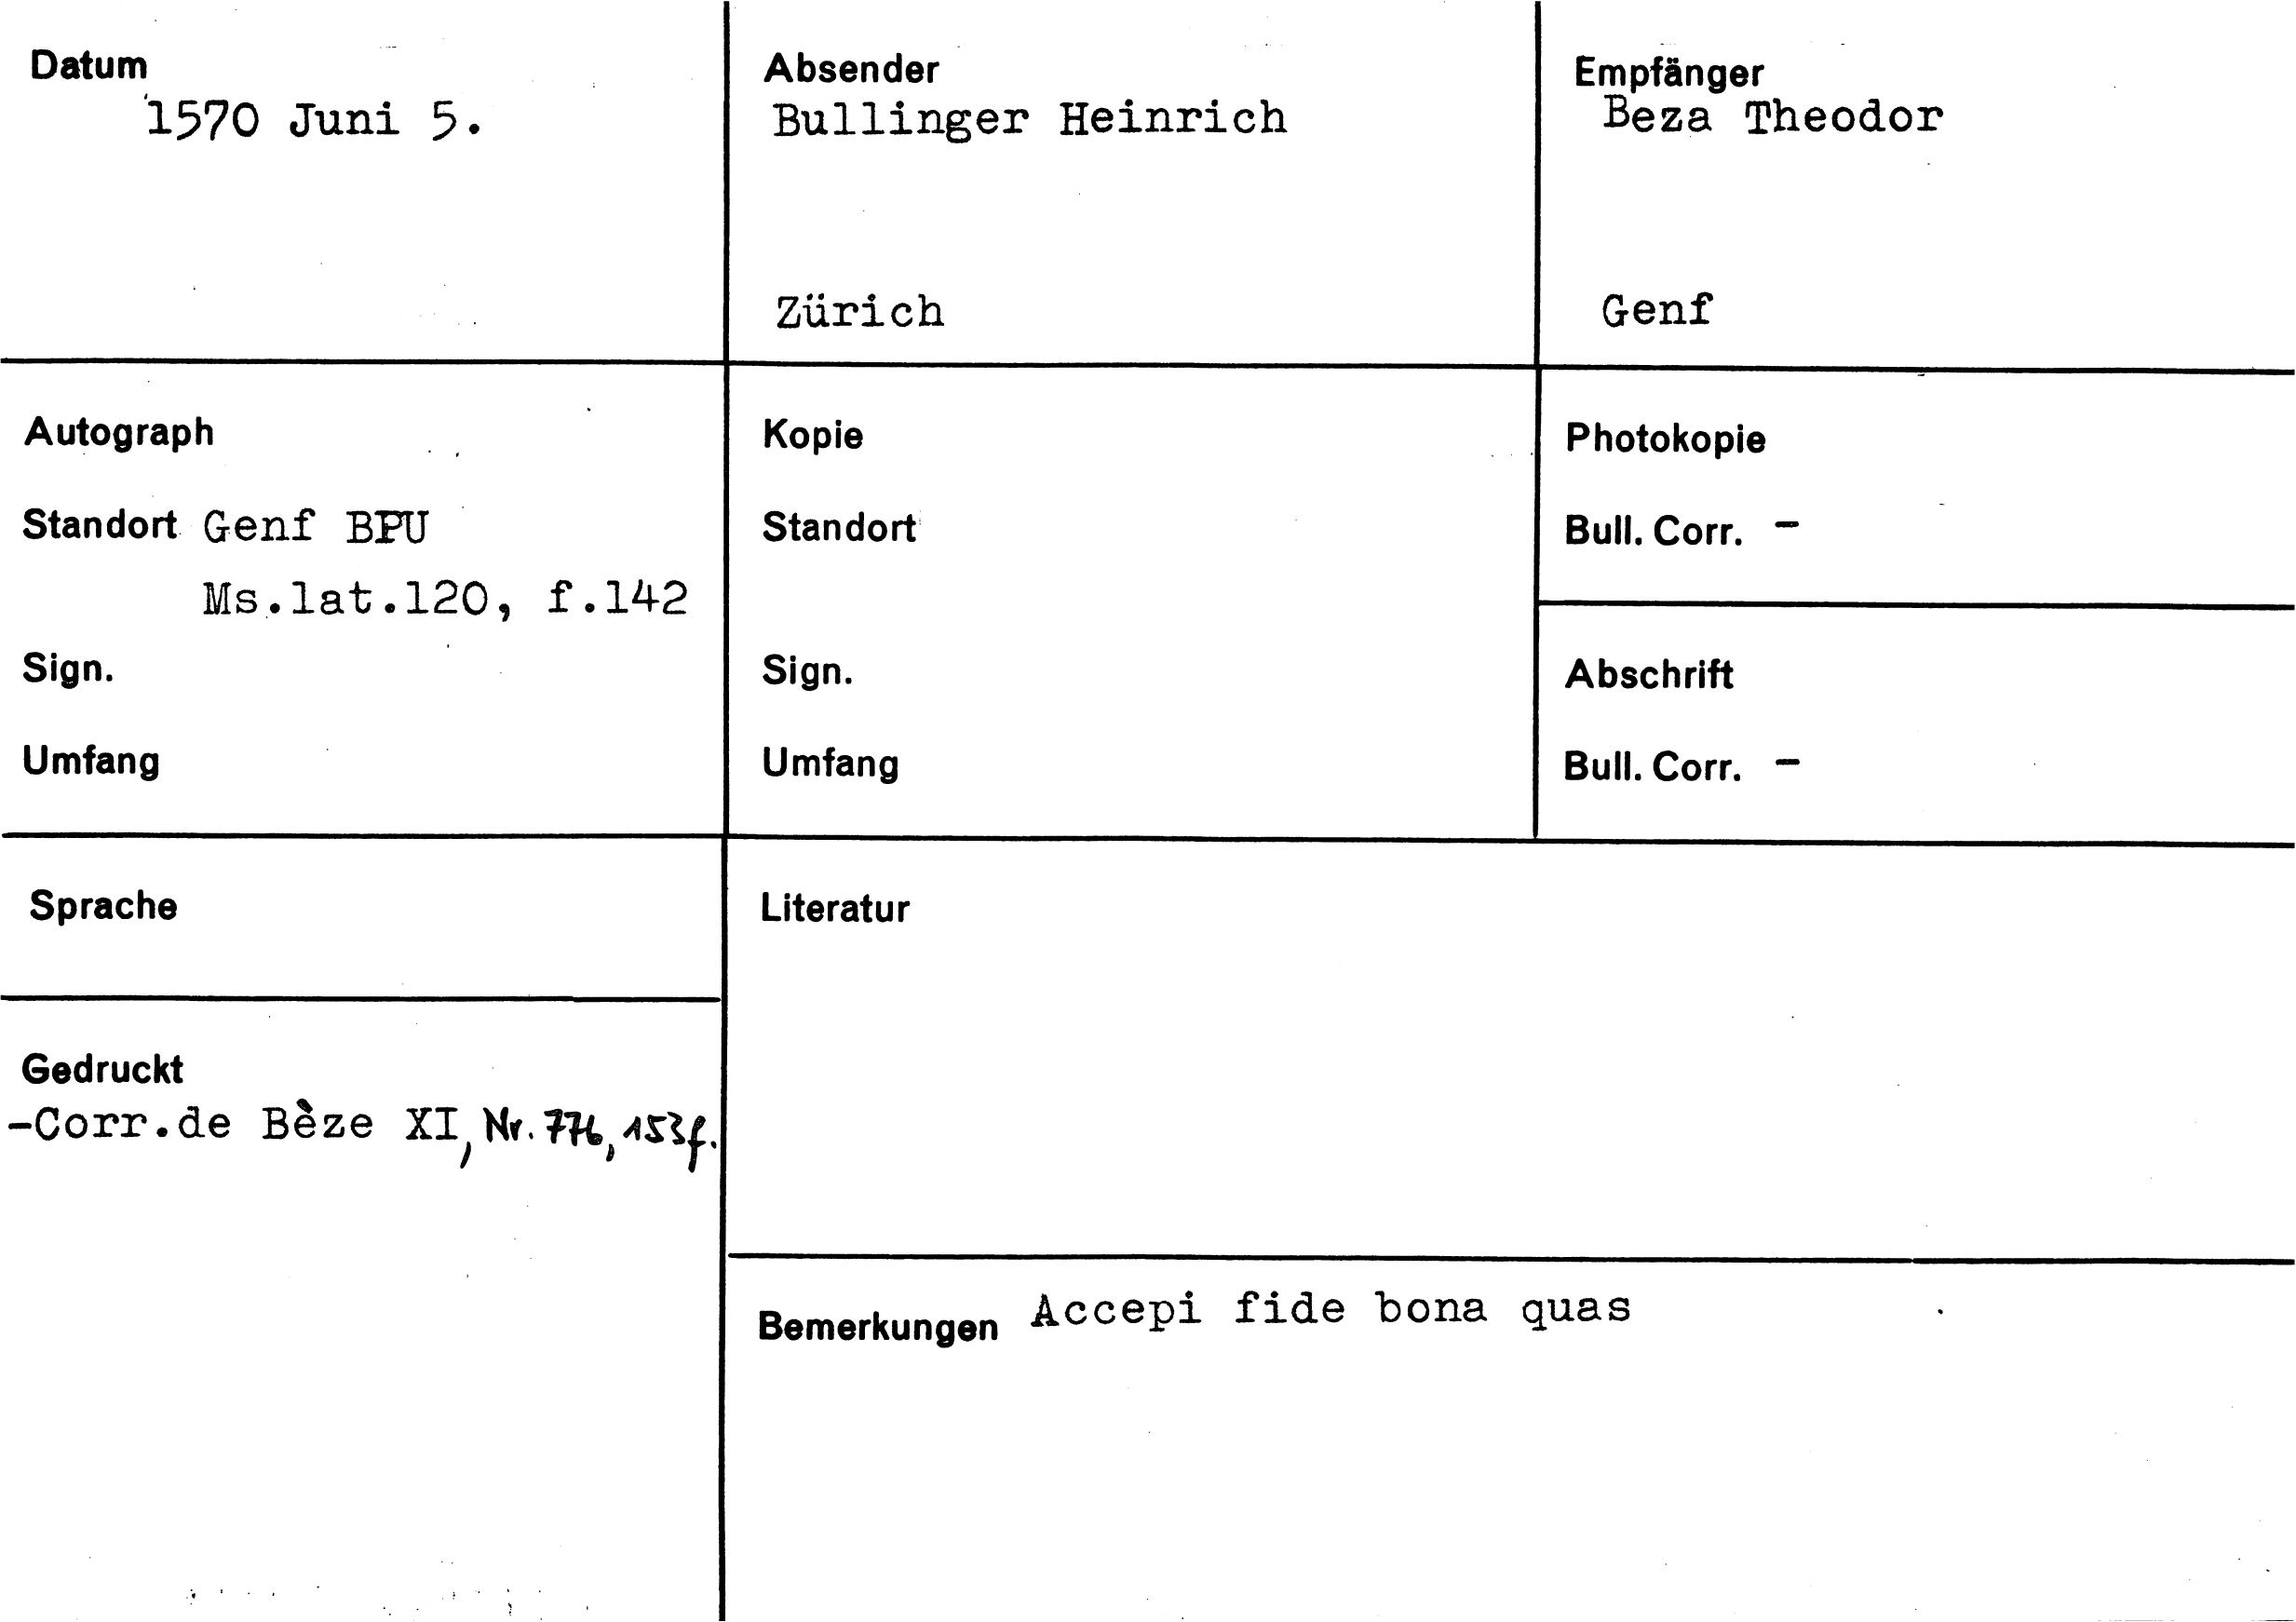 Datum
1570 Juni 5.
Absender
Bullinger Heinrich
Zürich
Empfänger
Beza Theodor
Genf
Autograph
Standort Genf BPU
Ms.lat.120, f.142
Sign.
Umfang
Kopie
Standort
Sign.
Umfang
Photokopie
Bull. Corr. –
Abschrift
Bull. Corr. –
Sprache
Gedruckt
-Corr.de Bèze XI, Nr. 776, 153f.
Literatur
Bemerkungen Accepi fide bona quas